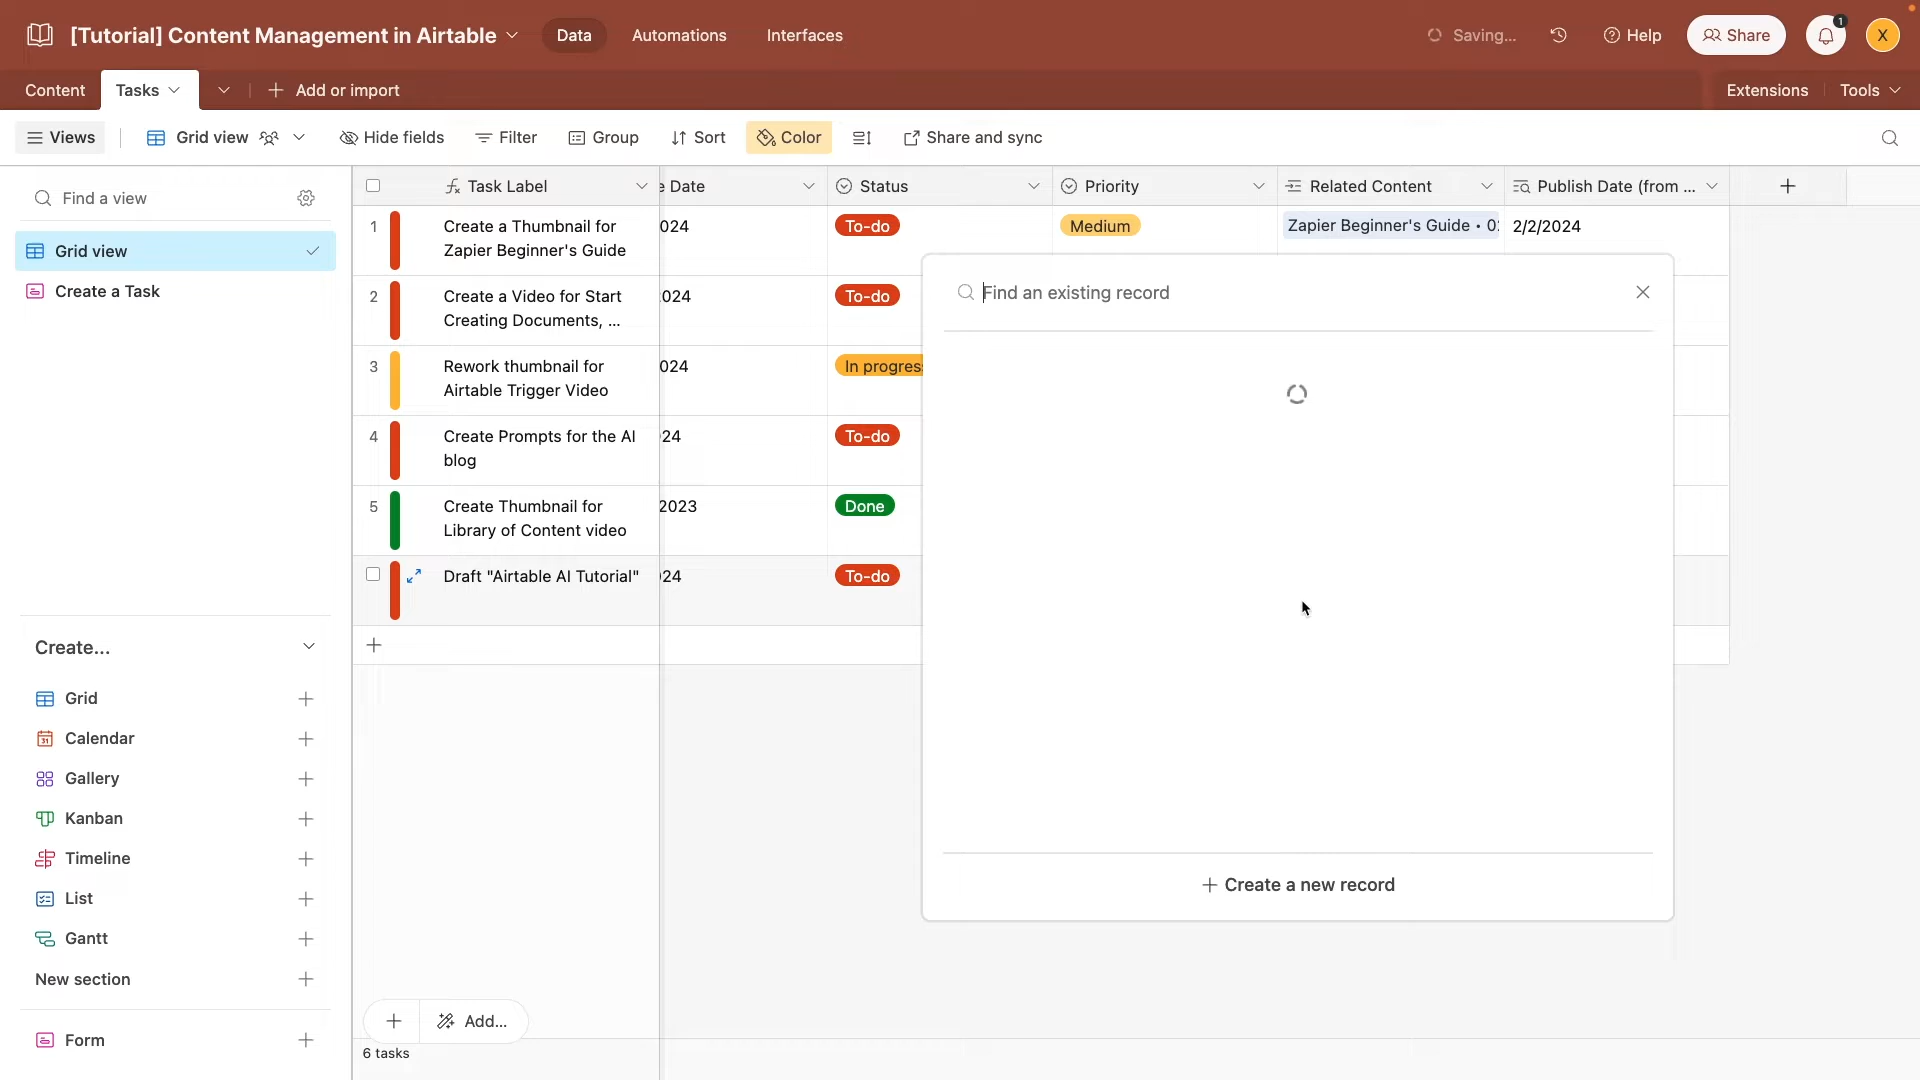 [Tutorial] Content Management in Airtable
Data
Automations
Interfaces
Saving...
Help
Share
1
X
Content
Tasks
Add or import
Extensions
Tools
Views
Grid view
Hide fields
Filter
Group
Sort
Color
Share and sync
Find a view
Grid view
Create a Task
Create...
Grid
Calendar
Gallery
Kanban
Timeline
List
Gantt
New section
Form
Task Label
e Date
Status
Priority
Related Content
Publish Date (from ...
1
Create a Thumbnail for
Zapier Beginner's Guide
024
To-do
Medium
Zapier Beginner's Guide • 0
2/2/2024
2
Create a Video for Start
Creating Documents, ...
024
To-do
3
Rework thumbnail for
Airtable Trigger Video
024
In progres
4
Create Prompts for the AI
blog
24
To-do
5
Create Thumbnail for
Library of Content video
2023
Done
Draft "Airtable AI Tutorial"
24
To-do
Find an existing record
Create a new record
Add...
6 tasks